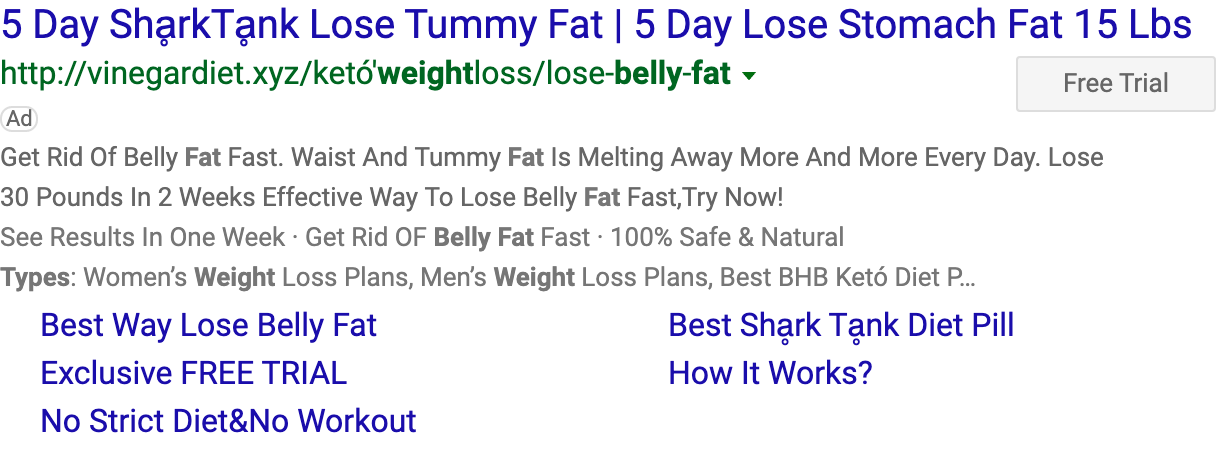 5 Day Shḁrk​Tḁnk Lose Tummy Fat | 5 Day Lose Stomach Fat 15 Lbs
http://vinegardiet.xyz/ketó'weightloss/lose-belly-fat
Free Trial
Ad
Get Rid Of Belly Fat Fast. Waist And Tummy Fat Is Melting Away More And More Every Day. Lose
30 Pounds In 2 Weeks Effective Way To Lose Belly Fat Fast,Try Now!
See Results In One Week · Get Rid OF Belly Fat Fast · 100% Safe & Natural
Types: Women’s Weight Loss Plans, Men’s Weight Loss Plans, Best BHB Ketó Diet P…
Best Way Lose Belly Fat
Best Shḁrk Tḁnk Diet Pill
Exclusive FREE TRIAL
How It Works?
No Strict Diet&No Workout